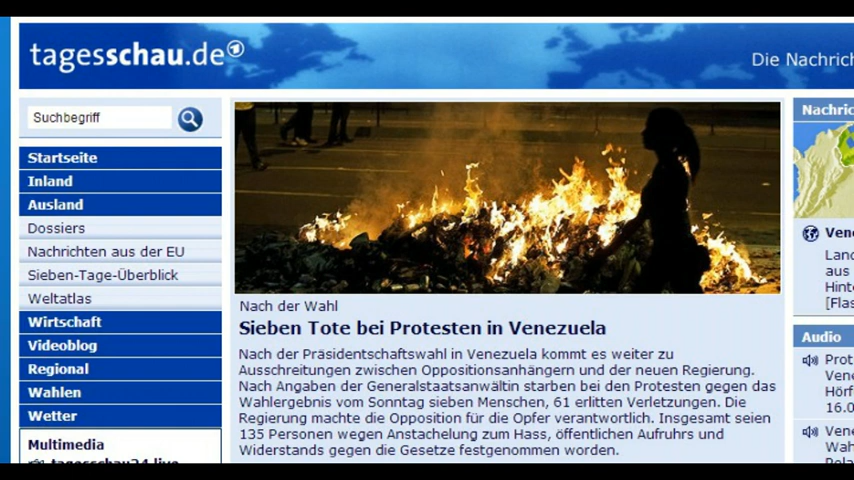 tagesschau.de
Die Nachrich
Suchbegriff
Startseite
Inland
Ausland
Dossiers
Nachrichten aus der EU
Sieben-Tage-Überblick
Weltatlas
Wirtschaft
Videoblog
Regional
Wahlen
Wetter
Multimedia
tagesschau24 live
Nach der Wahl
Sieben Tote bei Protesten in Venezuela
Nach der Präsidentschaftswahl in Venezuela kommt es weiter zu
Ausschreitungen zwischen Oppositionsanhängern und der neuen Regierung.
Nach Angaben der Generalstaatsanwältin starben bei den Protesten gegen das
Wahlergebnis vom Sonntag sieben Menschen, 61 erlitten Verletzungen. Die
Regierung machte die Opposition für die Opfer verantwortlich. Insgesamt seien
135 Personen wegen Anstachelung zum Hass, öffentlichen Aufruhrs und
Widerstands gegen die Gesetze festgenommen worden.
Nachric
Vene
Land
aus
Hinte
[Flas
Audio
Prot
Vene
Hörf
16.0
Vene
Wah